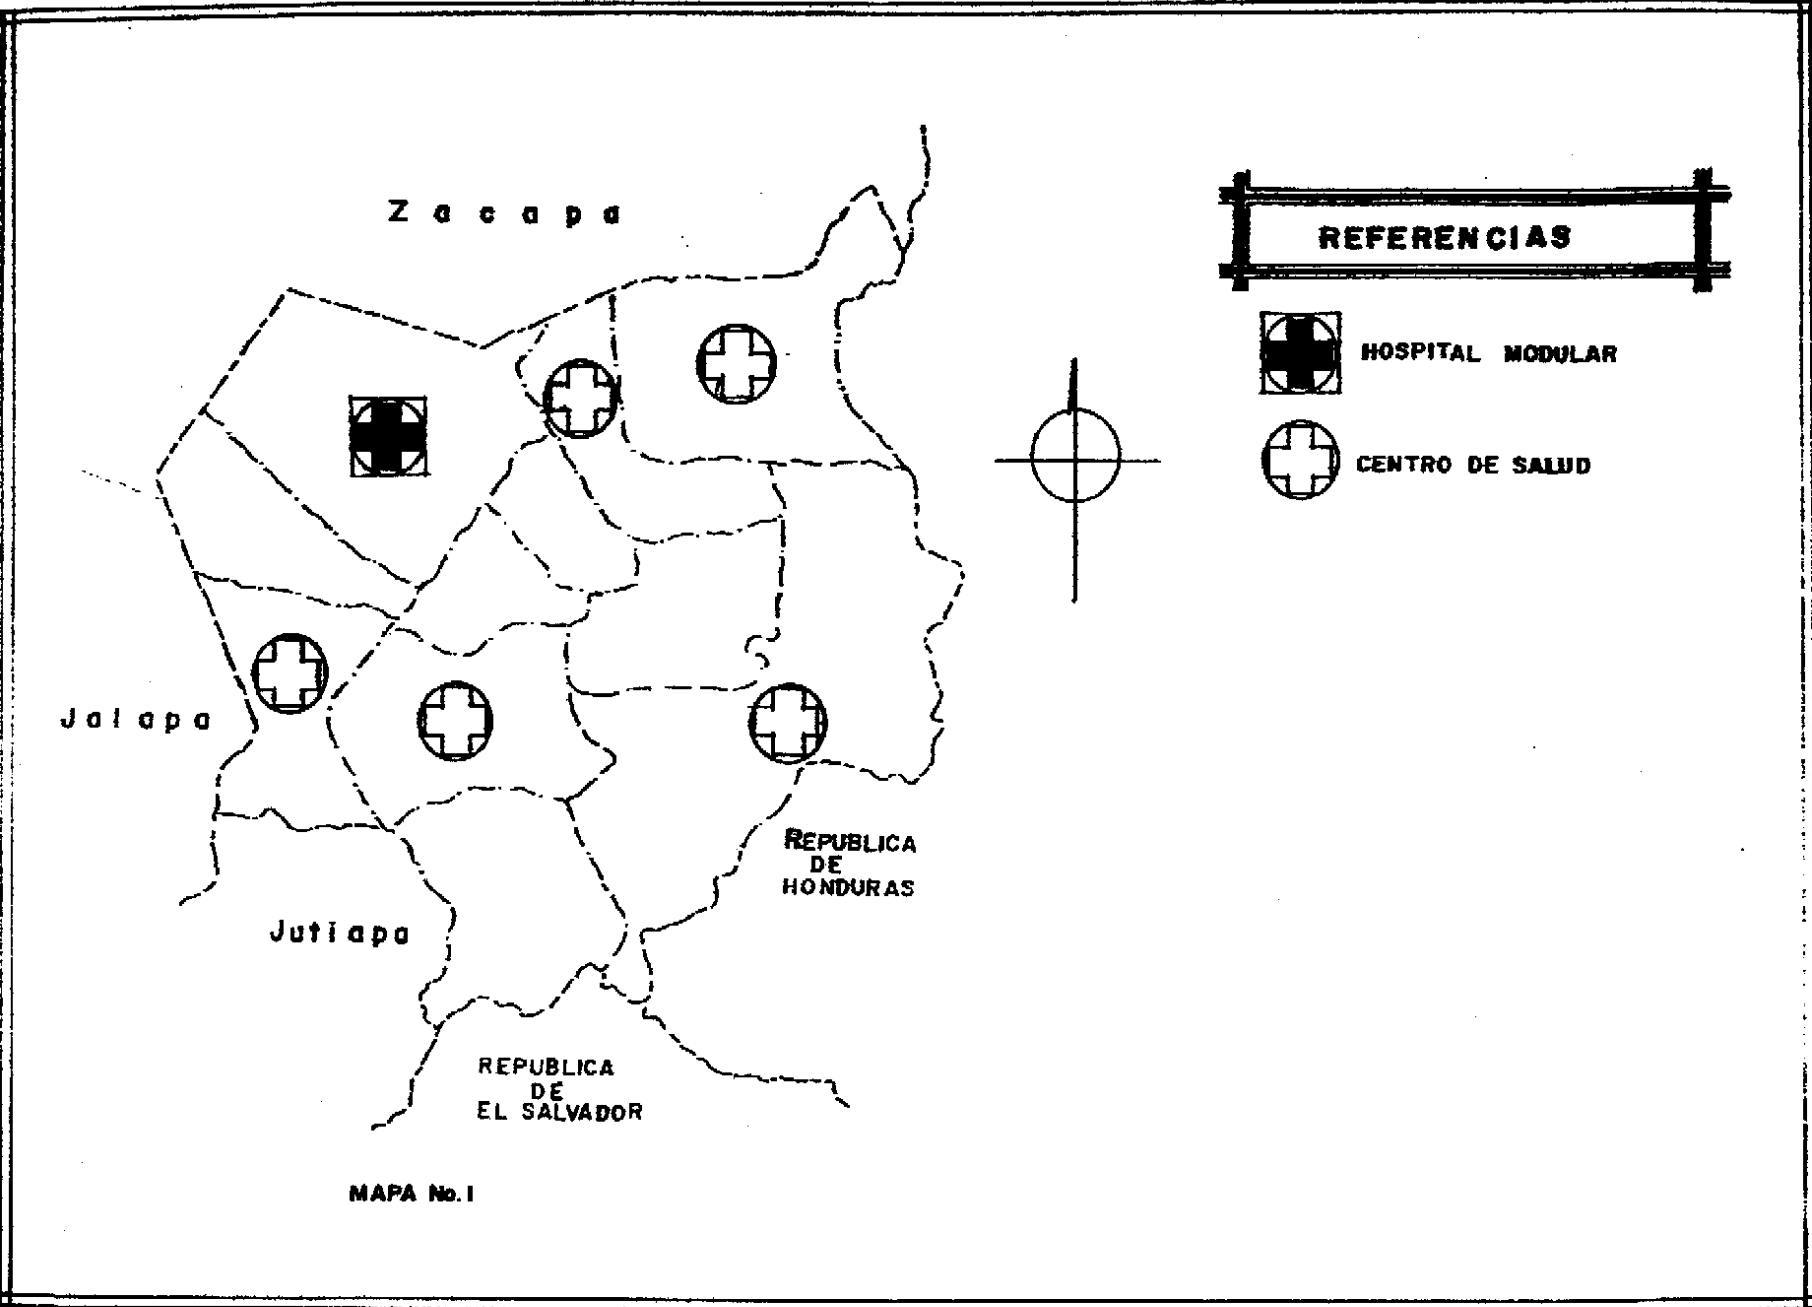 Zacapa
REFERENCIAS
HOSPITAL MODULAR
CENTRO DE SALUD
Jalapa
REPUBLICA
DE
HONDURAS
Jutiapa
REPUBLICA
DE
EL SALVADOR
MAPA No. 1